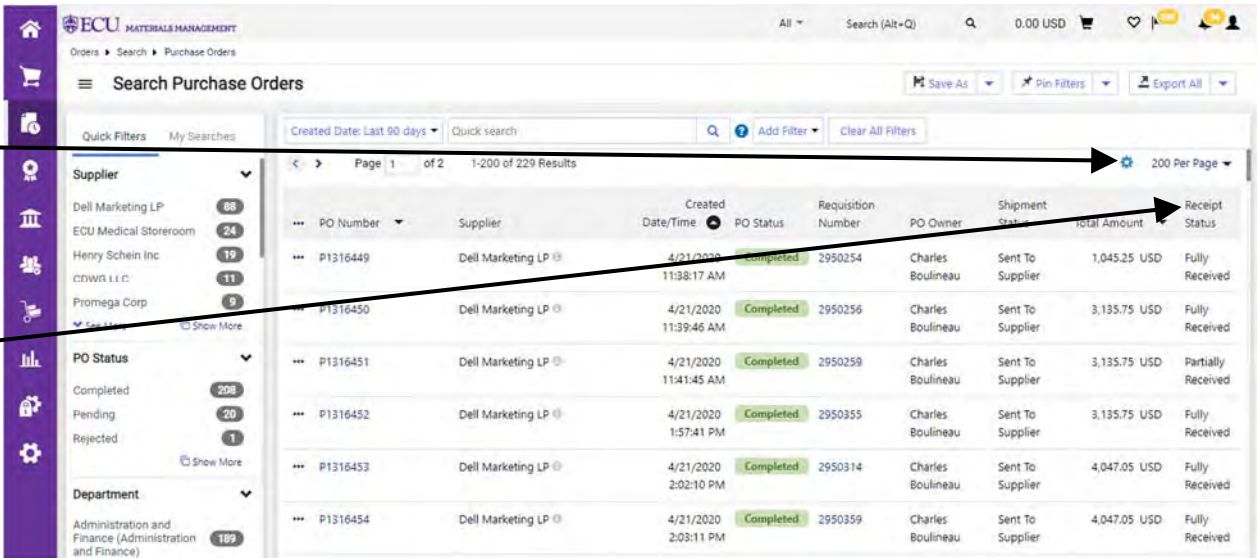 ECU MATERIALS MANAGEMENT
All
Search (Alt+Q)
0.00 USD
Orders ▸ Search ▸ Purchase Orders
Search Purchase Orders
Save As
Pin Filters
Export All
Quick Filters
My Searches
Created Date: Last 90 days
Quick search
Add Filter
Clear All Filters
Page 1 of 2
1-200 of 229 Results
200 Per Page
Supplier
Dell Marketing LP 88
ECU Medical Storeroom 24
Henry Schein Inc 19
CDWG LLC 11
Promega Corp 9
Show More
PO Status
Completed 208
Pending 20
Rejected 1
Show More
Department
Administration and
Finance (Administration
and Finance) 189
PO Number
Supplier
Created
Date/Time
PO Status
Requisition
Number
PO Owner
Shipment
Status
Total Amount
Receipt
Status
P1316449 Dell Marketing LP 4/21/2020 Completed 2950254 Charles Sent To 1,045.25 USD Fully
11:38:17 AM Boulineau Supplier Received
P1316450 Dell Marketing LP 4/21/2020 Completed 2950256 Charles Sent To 3,135.75 USD Fully
11:39:46 AM Boulineau Supplier Received
P1316451 Dell Marketing LP 4/21/2020 Completed 2950259 Charles Sent To 3,135.75 USD Partially
11:41:45 AM Boulineau Supplier Received
P1316452 Dell Marketing LP 4/21/2020 Completed 2950355 Charles Sent To 3,135.75 USD Fully
1:57:41 PM Boulineau Supplier Received
P1316453 Dell Marketing LP 4/21/2020 Completed 2950314 Charles Sent To 4,047.05 USD Fully
2:02:10 PM Boulineau Supplier Received
P1316454 Dell Marketing LP 4/21/2020 Completed 2950359 Charles Sent To 4,047.05 USD Fully
2:03:11 PM Boulineau Supplier Received